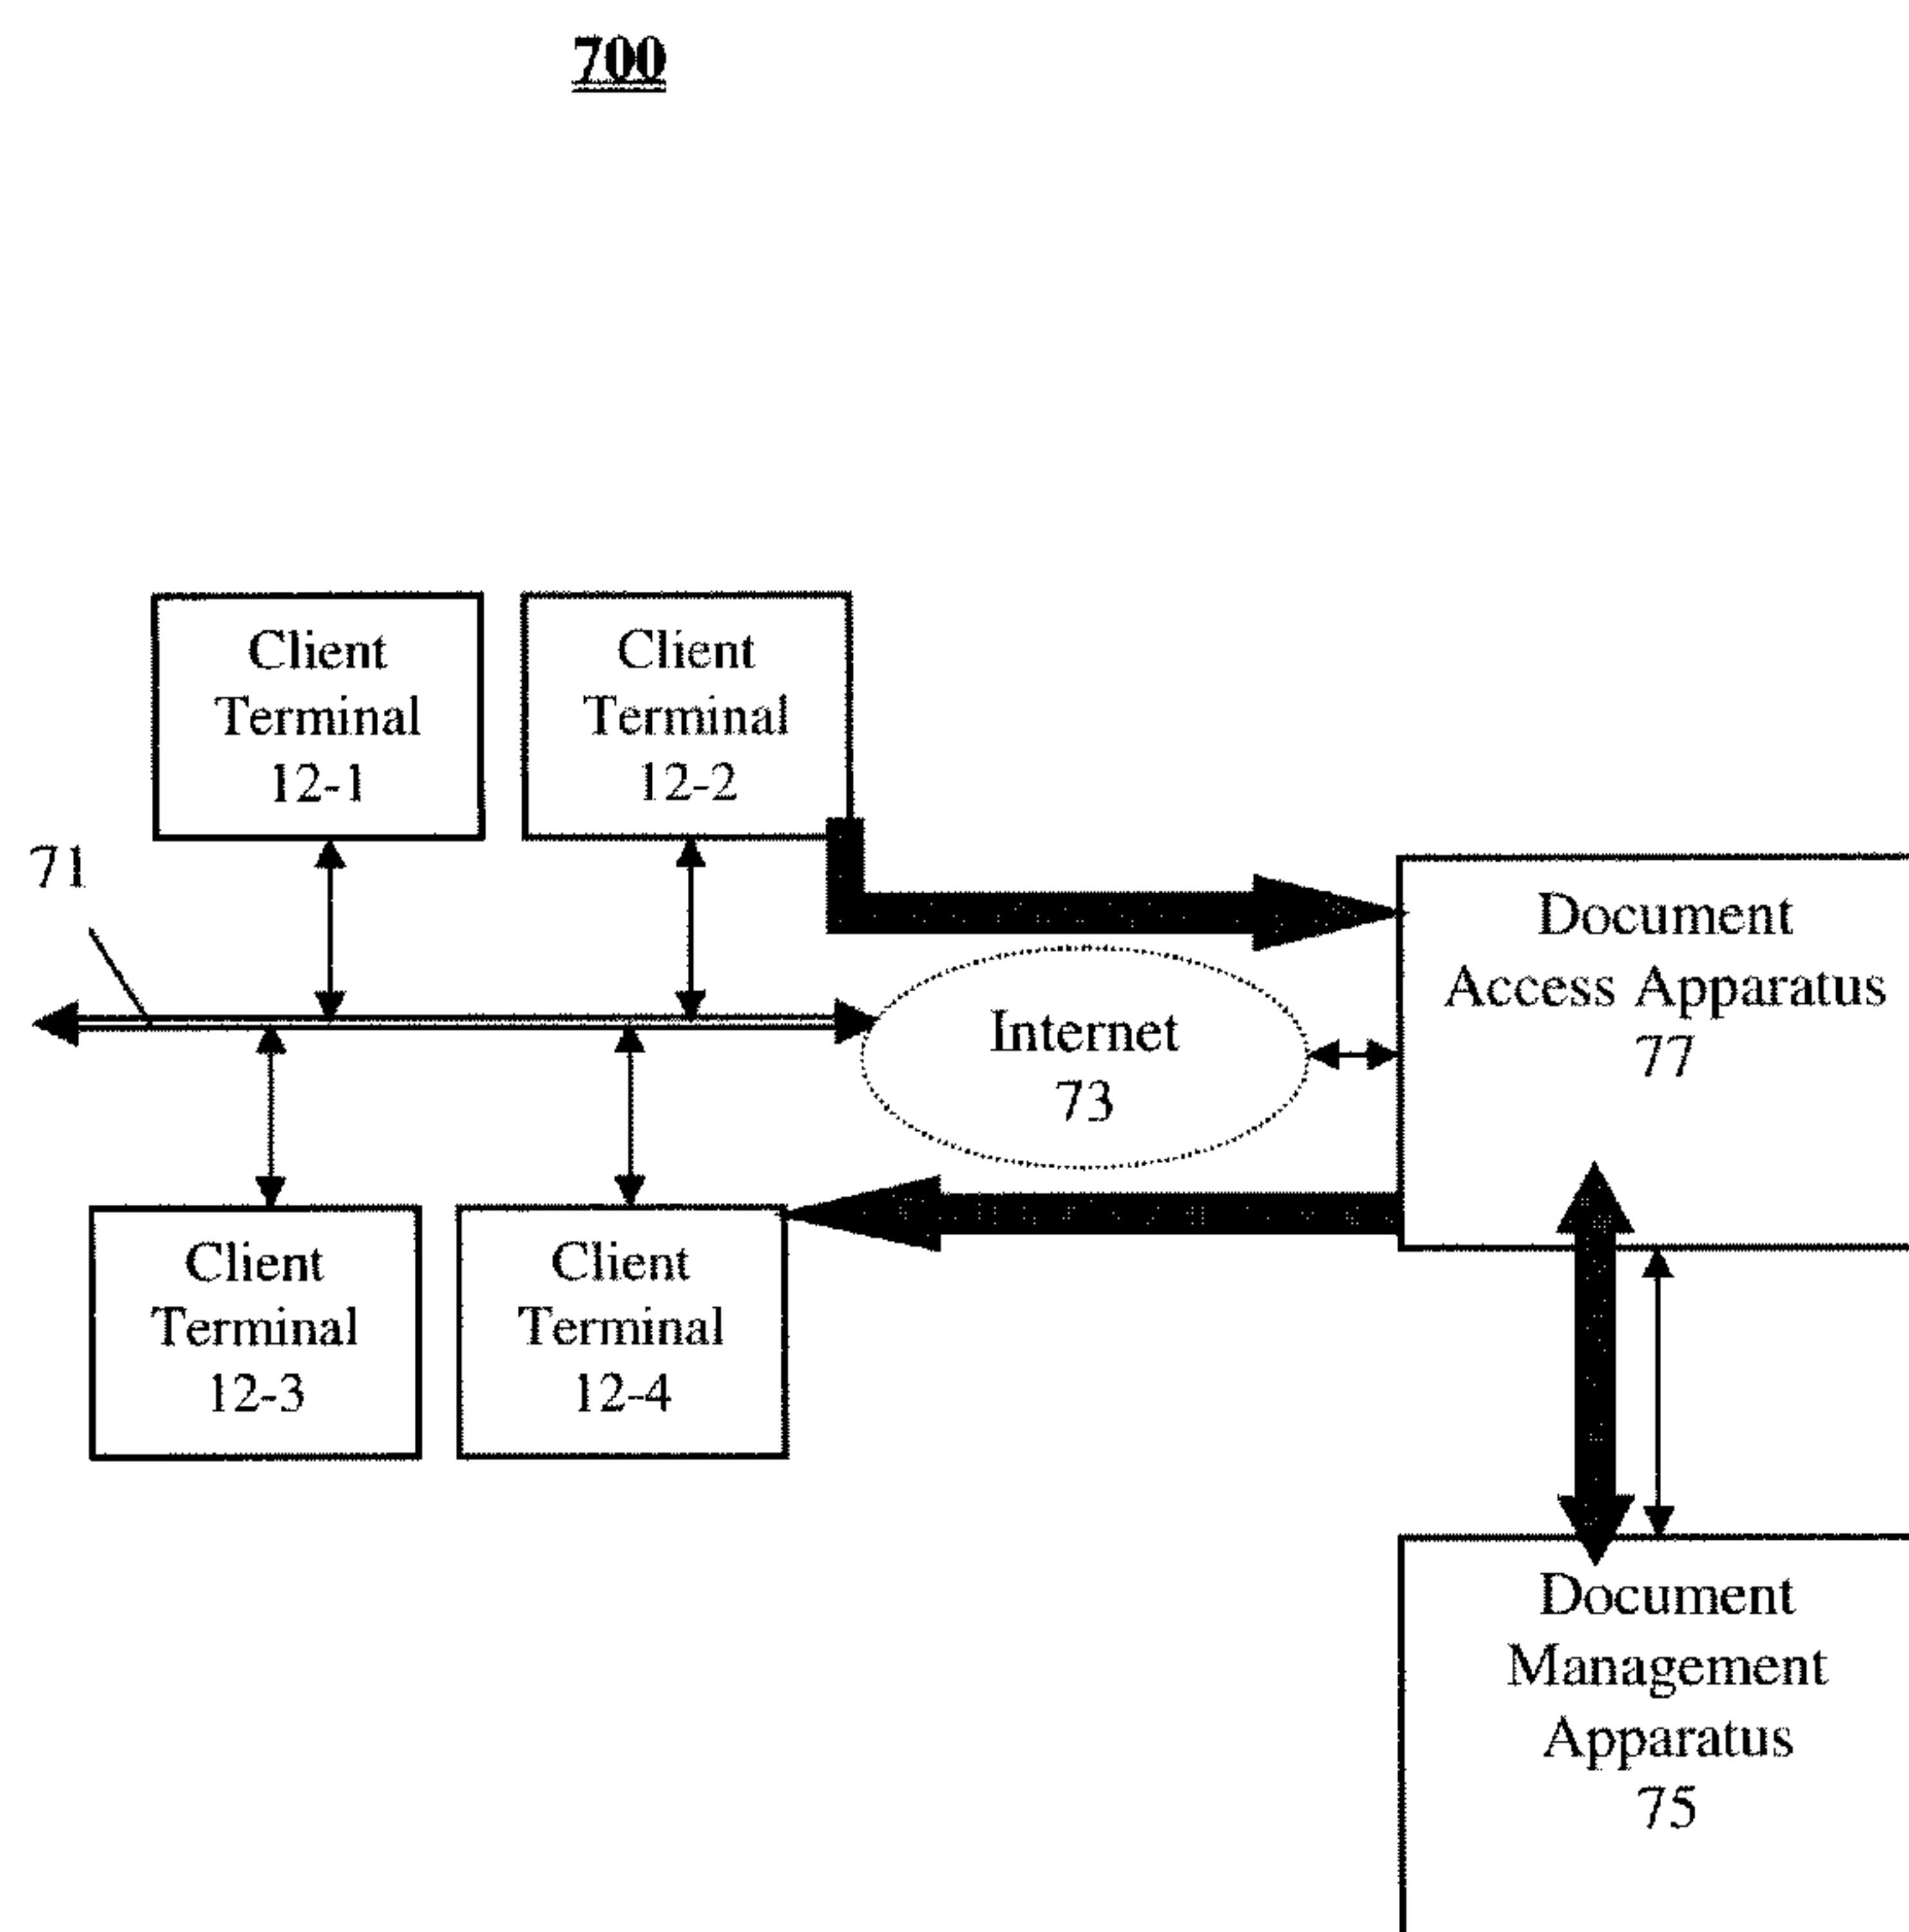 700
Client
Terminal
12-1
Client
Terminal
12-2
71
Document
Access Apparatus
77
Internet
73
Client
Terminal
12-3
Client
Terminal
12-4
Document
Management
Apparatus
75